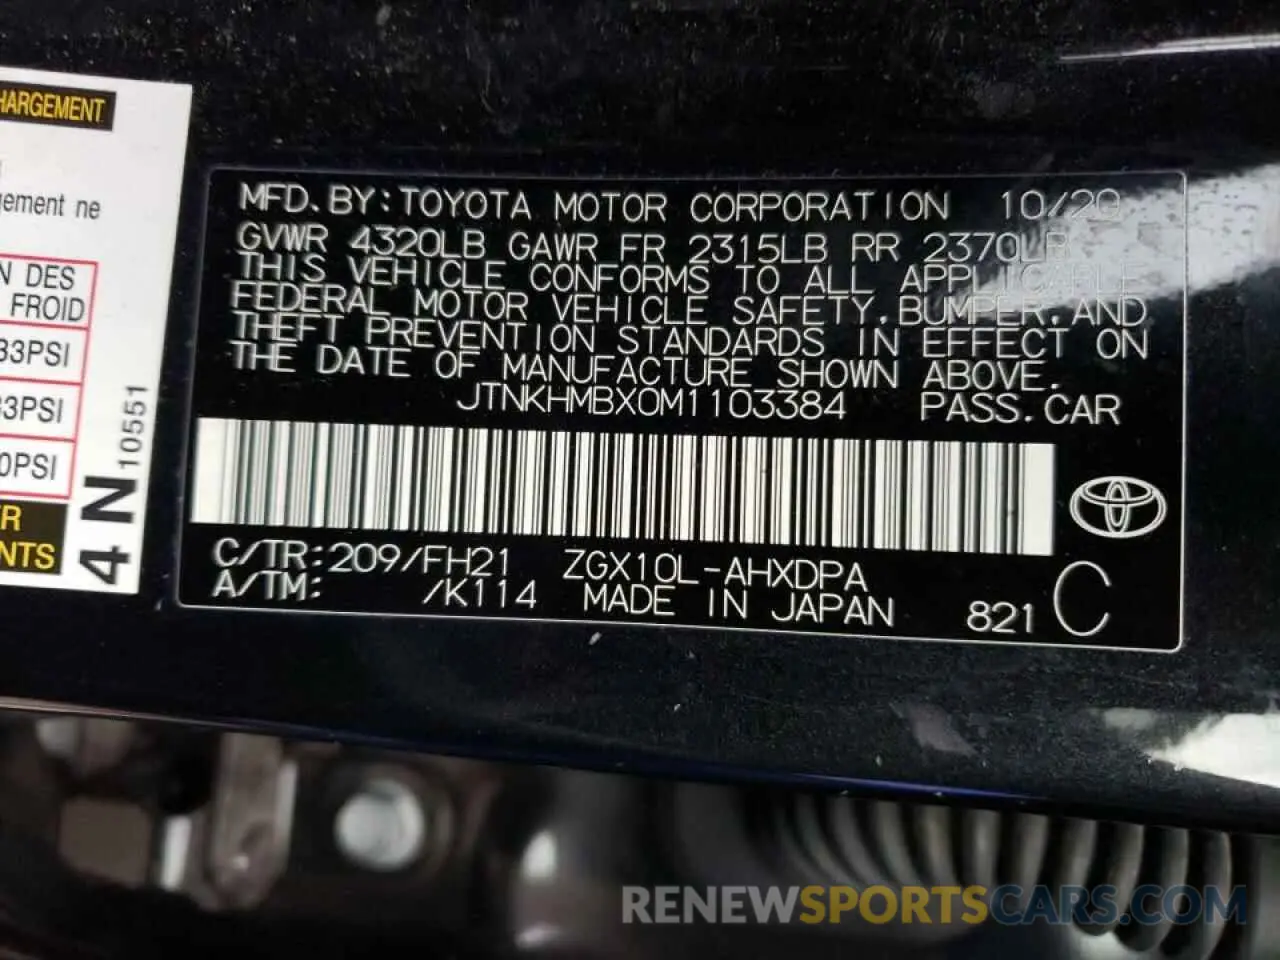 HARGEMENT
gement ne
N DES
FROID
33PSI
33PSI
0PSI
R
NTS
4N
10551
MFD. BY: TOYOTA MOTOR CORPORATION 10/20
GVWR 4320LB GAWR FR 2315LB RR 2370LB
THIS VEHICLE CONFORMS TO ALL APPLICABLE
FEDERAL MOTOR VEHICLE SAFETY, BUMPER, AND
THEFT PREVENTION STANDARDS IN EFFECT ON
THE DATE OF MANUFACTURE SHOWN ABOVE.
JTNKHMBX0M1103384 PASS. CAR
C/TR: 209/FH21 ZGX10L-AHXDPA
A/TM: /K114 MADE IN JAPAN 821 C
RENEWSPORTSCARS.COM